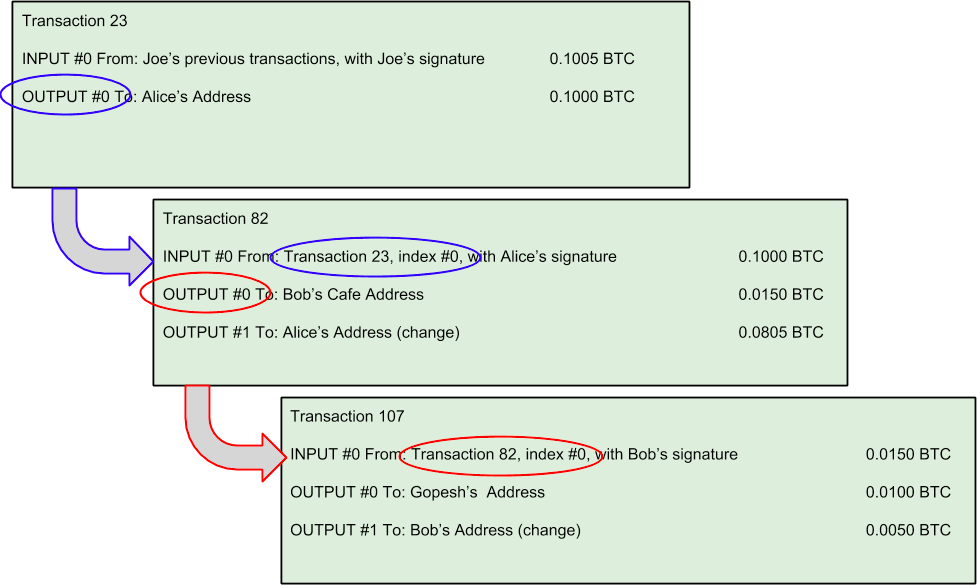 Transaction 23
INPUT #0 From: Joe’s previous transactions, with Joe’s signature 0.1005 BTC
OUTPUT #0 To: Alice’s Address 0.1000 BTC
Transaction 82
INPUT #0 From: Transaction 23, index #0, with Alice’s signature 0.1000 BTC
OUTPUT #0 To: Bob’s Cafe Address 0.0150 BTC
OUTPUT #1 To: Alice’s Address (change) 0.0805 BTC
Transaction 107
INPUT #0 From: Transaction 82, index #0, with Bob’s signature 0.0150 BTC
OUTPUT #0 To: Gopesh’s Address 0.0100 BTC
OUTPUT #1 To: Bob’s Address (change) 0.0050 BTC